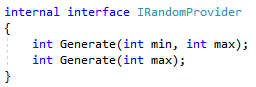 internal interface IRandomProvider
{
    int Generate(int min, int max);
    int Generate(int max);
}